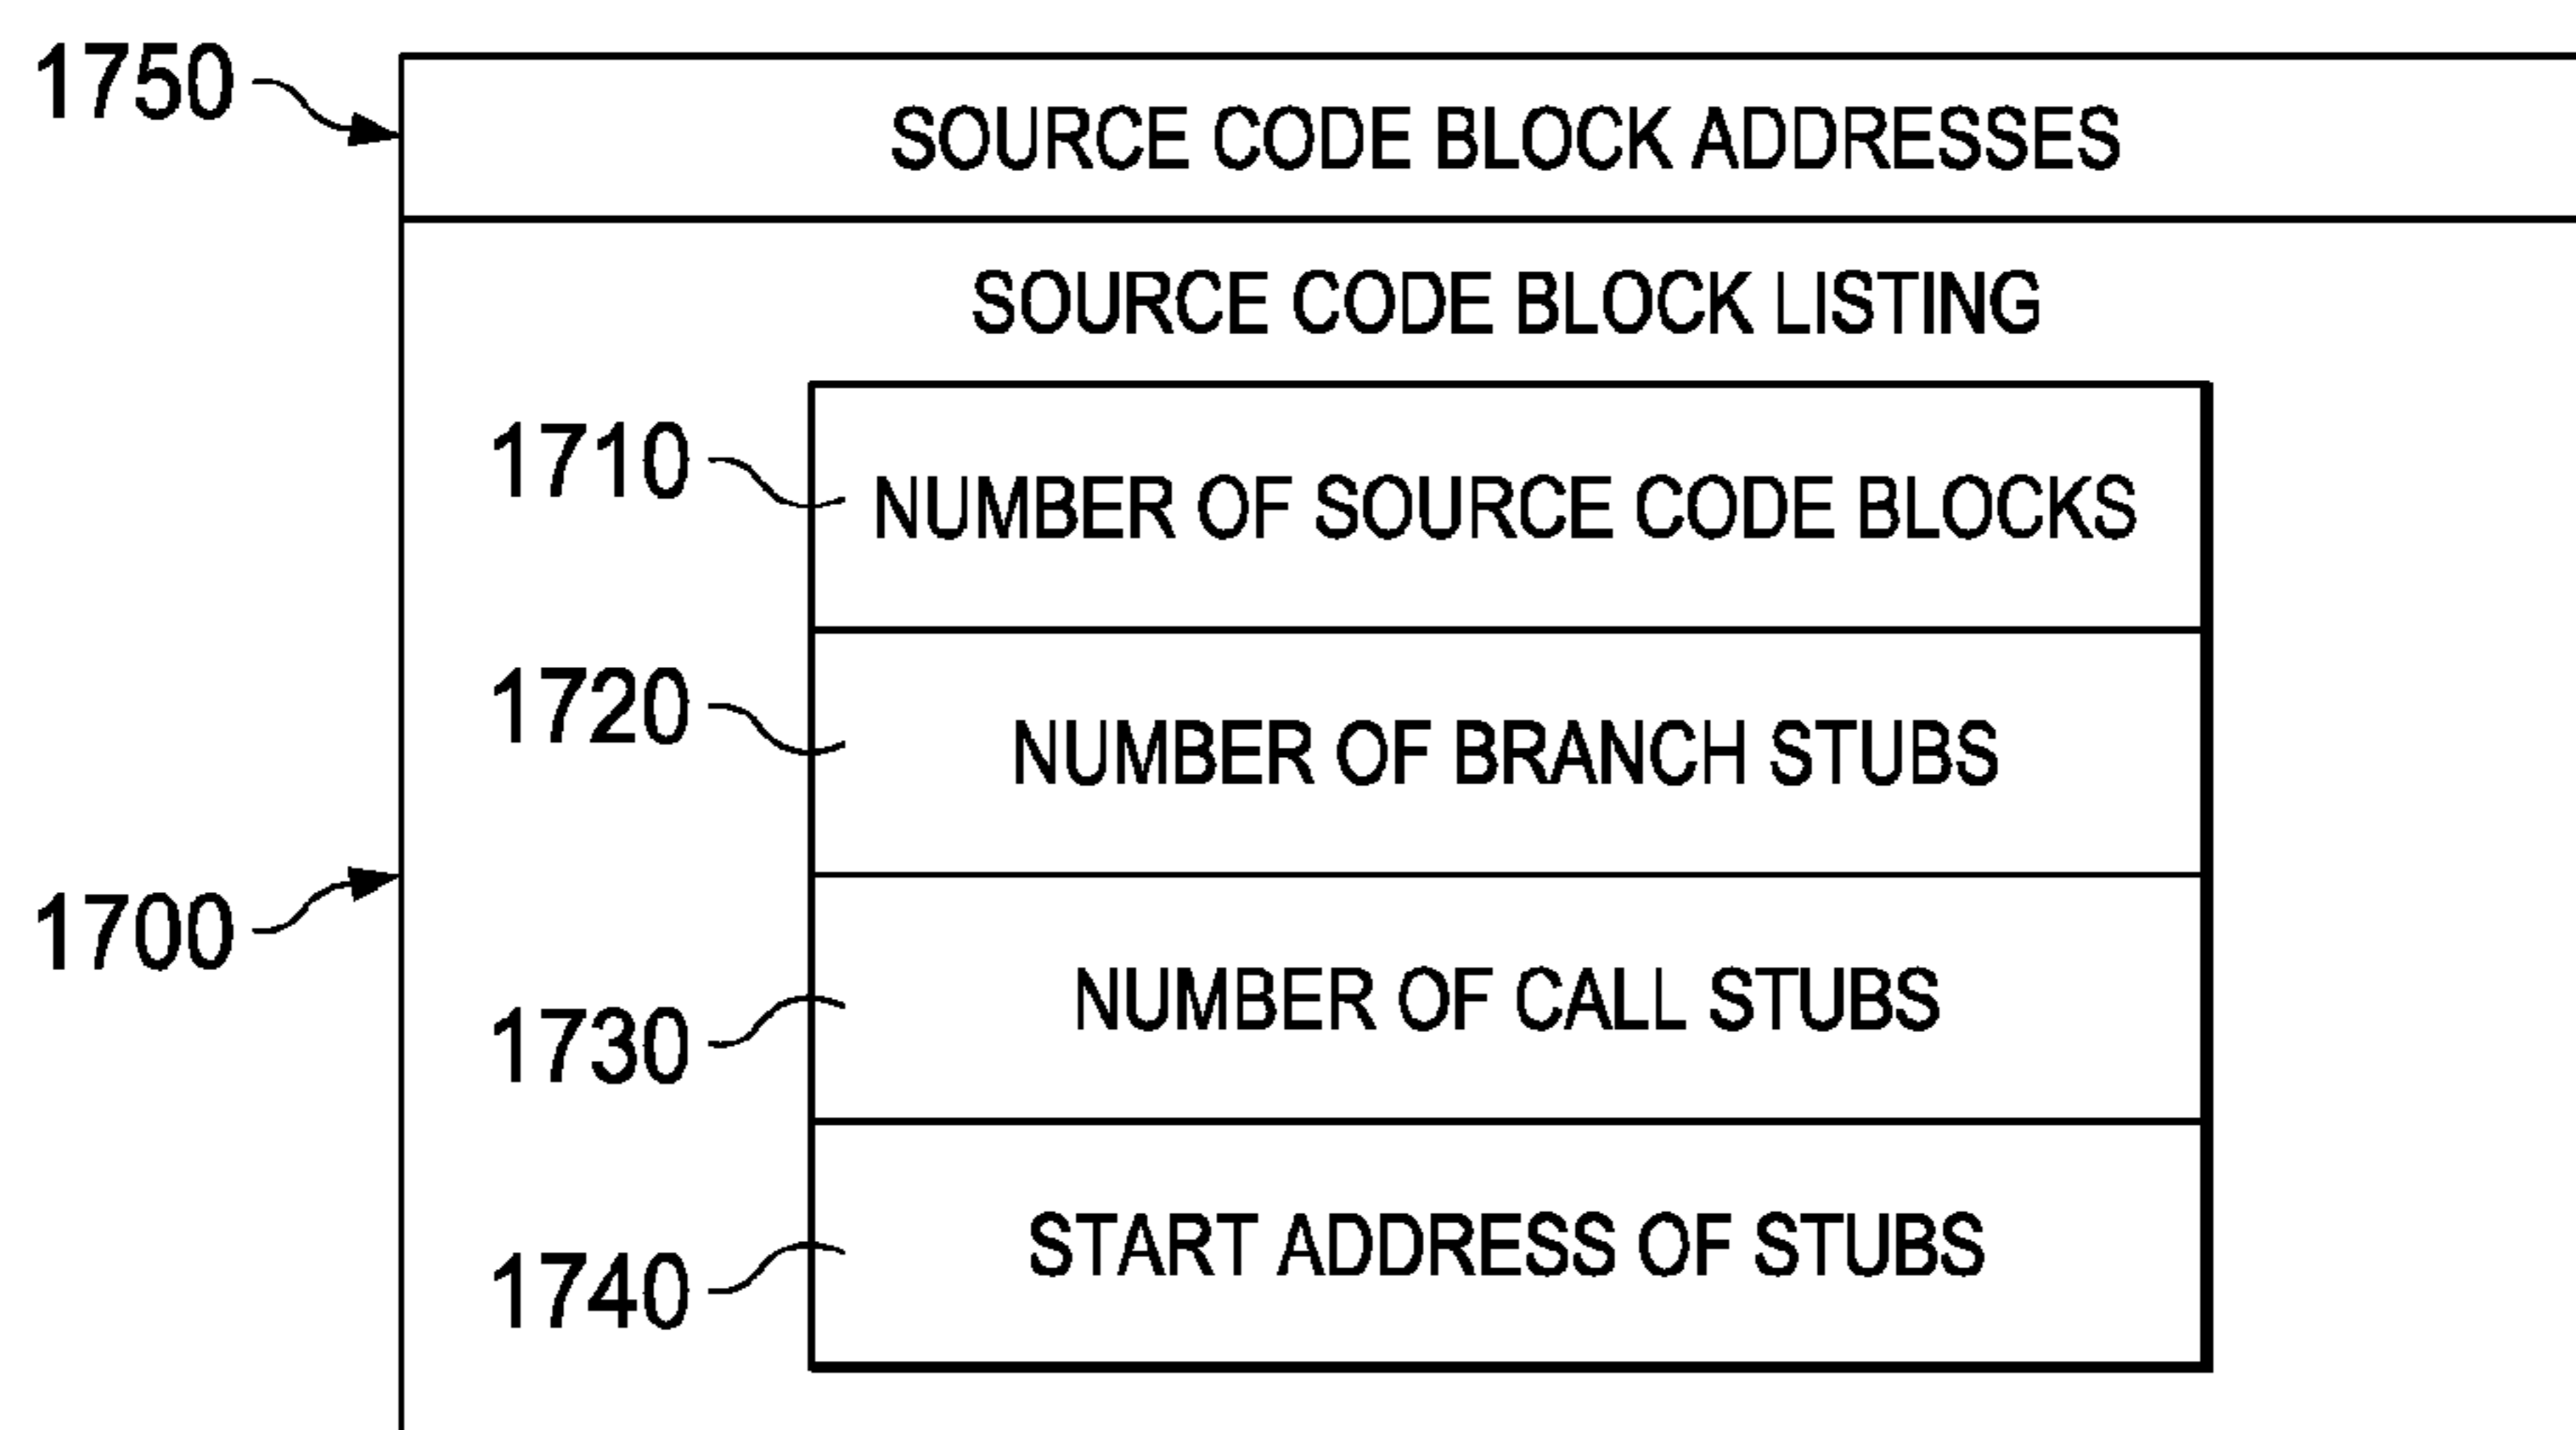 1750
SOURCE CODE BLOCK ADDRESSES
SOURCE CODE BLOCK LISTING
1710
NUMBER OF SOURCE CODE BLOCKS
1720
NUMBER OF BRANCH STUBS
1700
1730
NUMBER OF CALL STUBS
1740
START ADDRESS OF STUBS